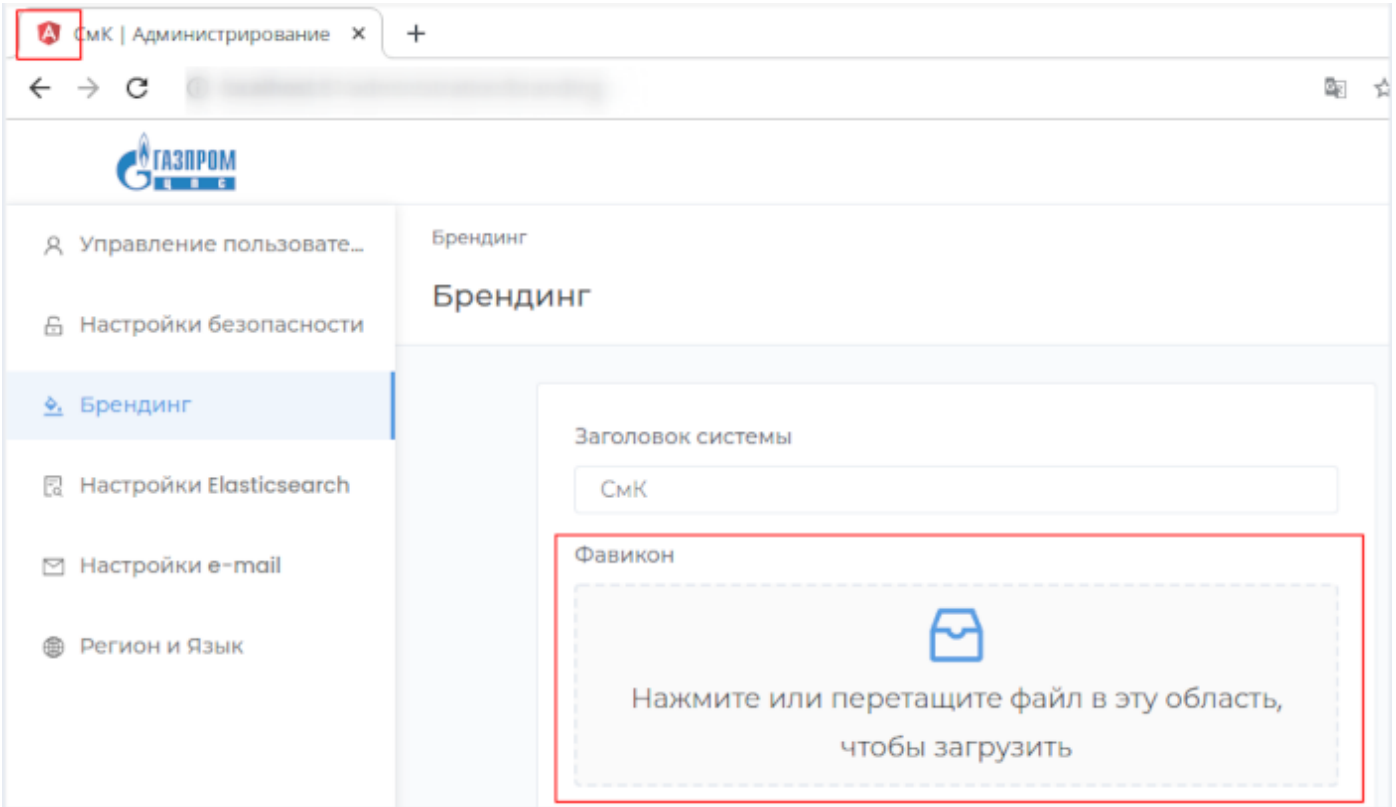 СмК | Администрирование
ГАЗПРОМ
ЦПС
Управление пользовате...
Настройки безопасности
Брендинг
Настройки Elasticsearch
Настройки e-mail
Регион и Язык
Брендинг
Брендинг
Заголовок системы
СмК
Фавикон
Нажмите или перетащите файл в эту область,
чтобы загрузить